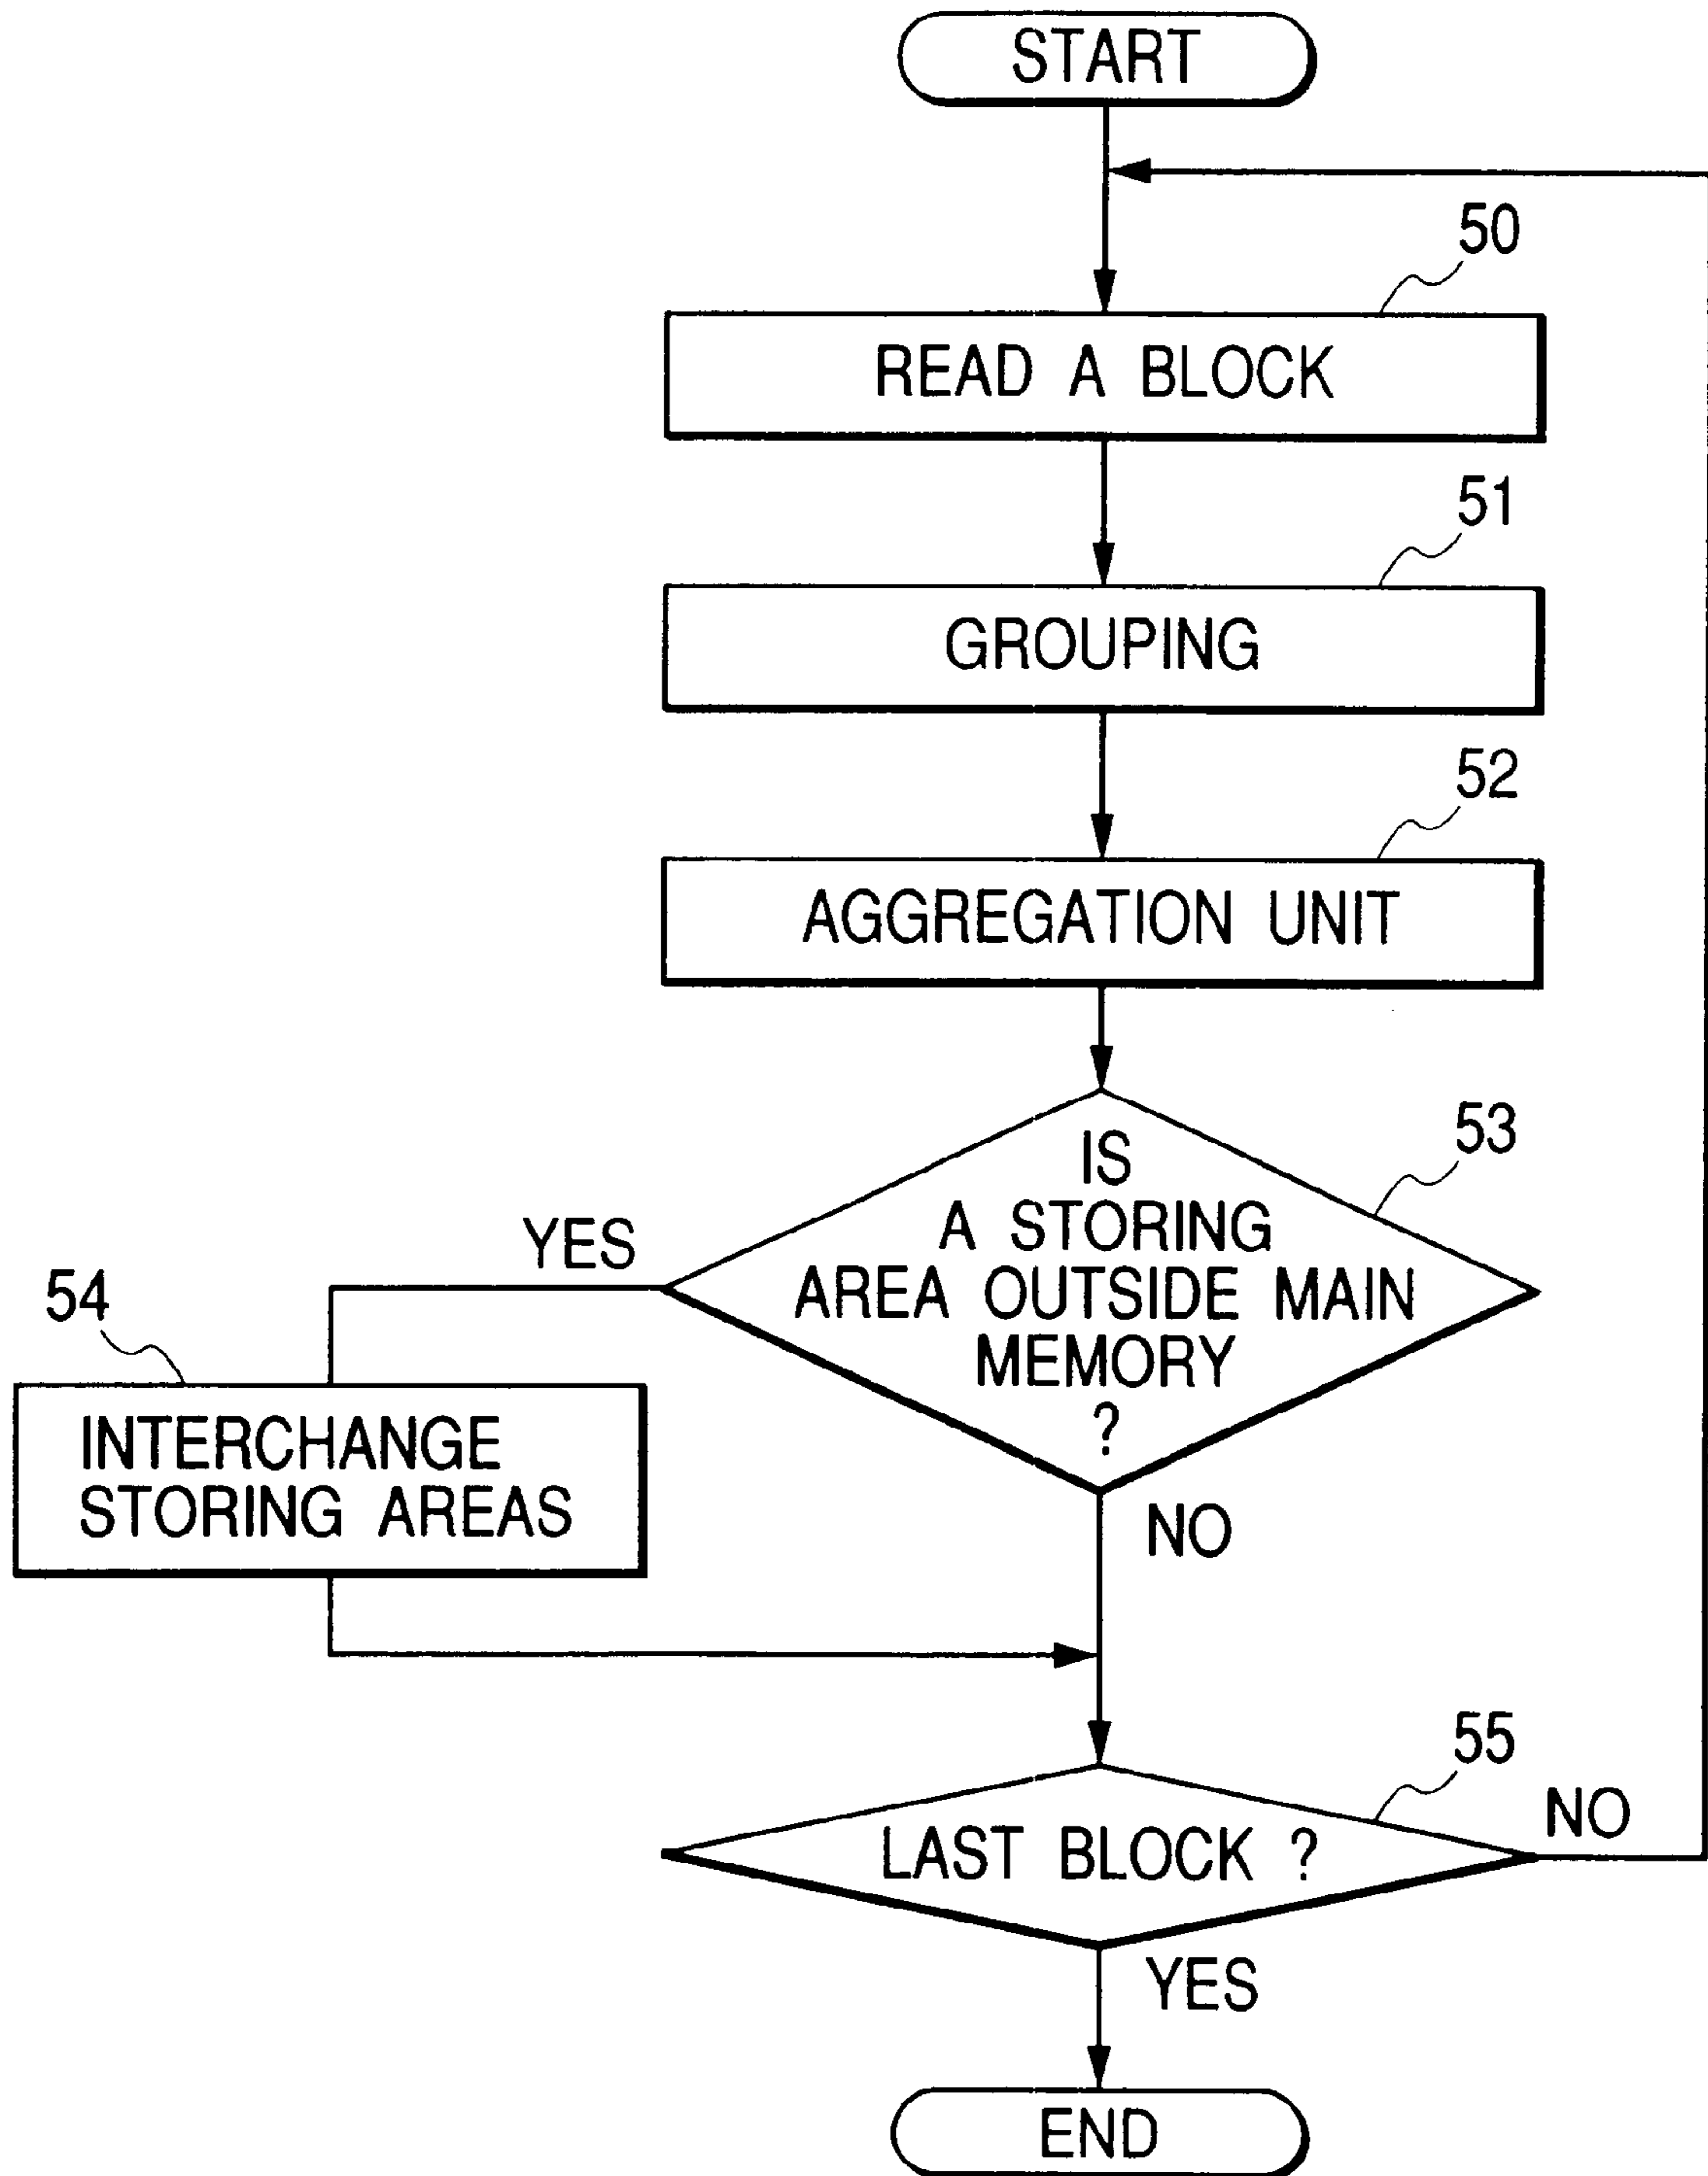 START
50
READ A BLOCK
51
GROUPING
52
AGGREGATION UNIT
53
IS
A STORING
AREA OUTSIDE MAIN
MEMORY
?
YES
54
INTERCHANGE
STORING AREAS
NO
55
LAST BLOCK ?
NO
YES
END